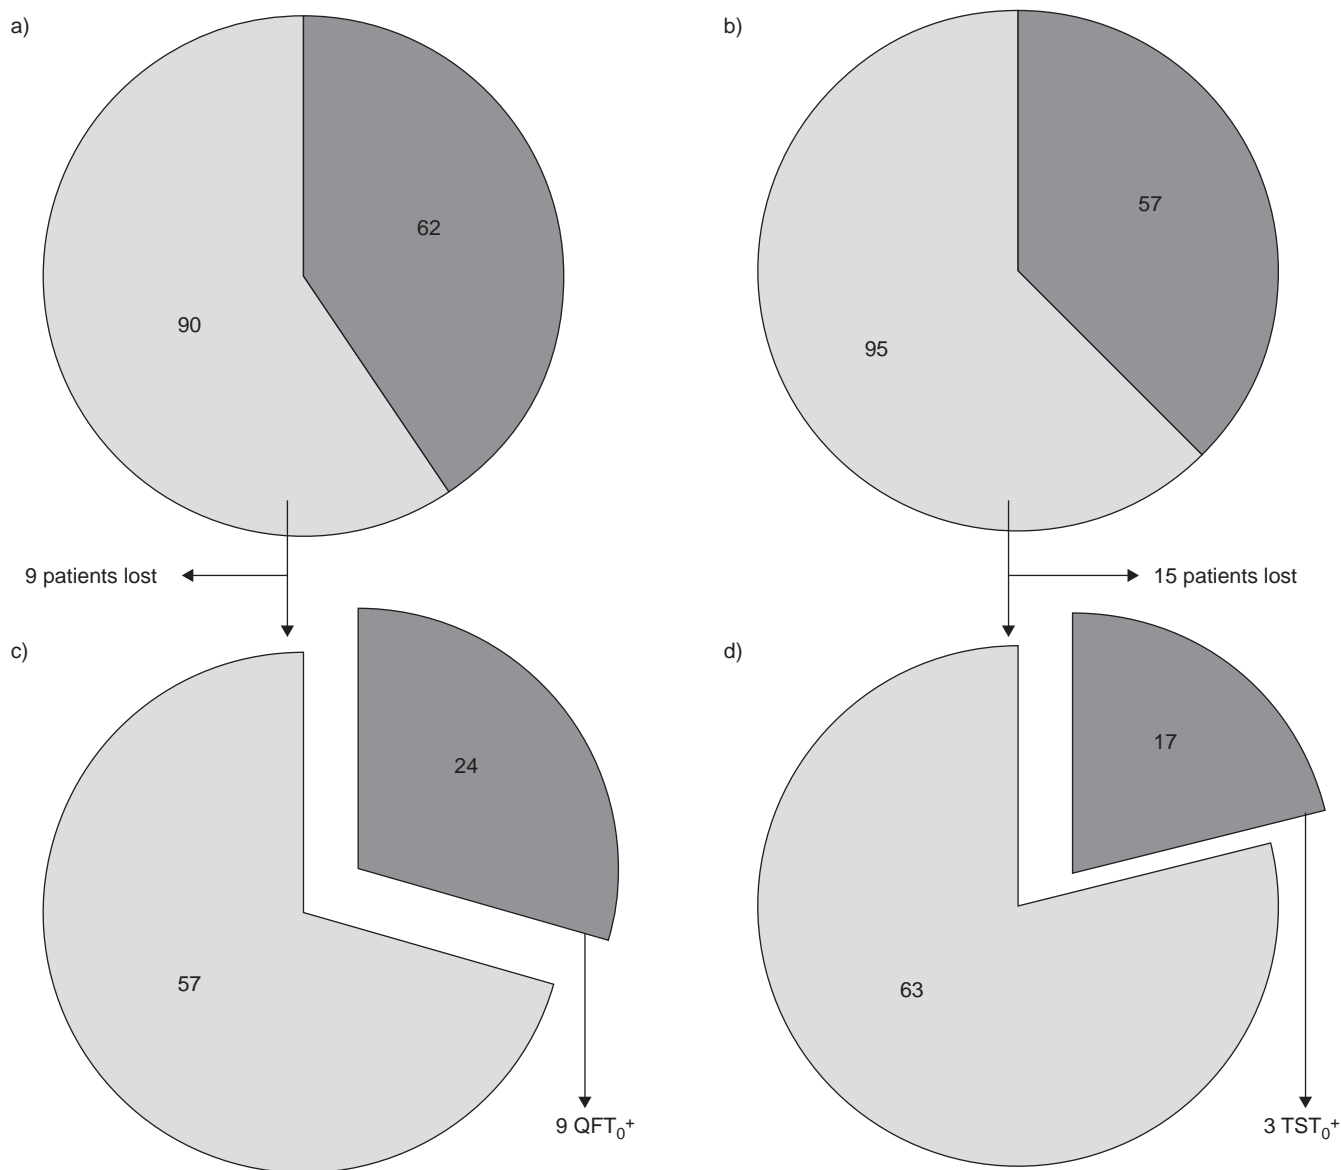 a)
62
90
b)
57
95
9 patients lost
15 patients lost
c)
24
57
9 QFT₀⁺
d)
17
63
3 TST₀⁺